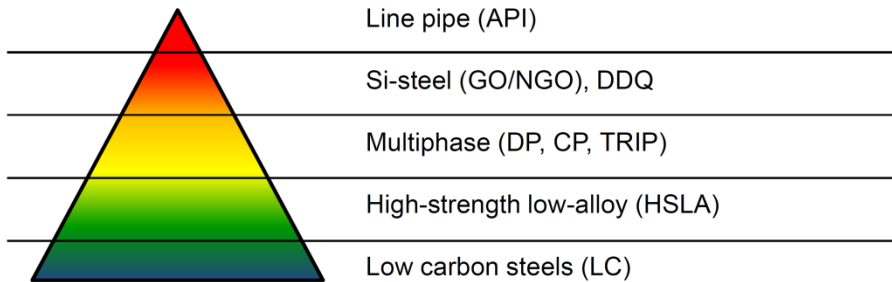 Line pipe (API)
Si-steel (GO/NGO), DDQ
Multiphase (DP, CP, TRIP)
High-strength low-alloy (HSLA)
Low carbon steels (LC)